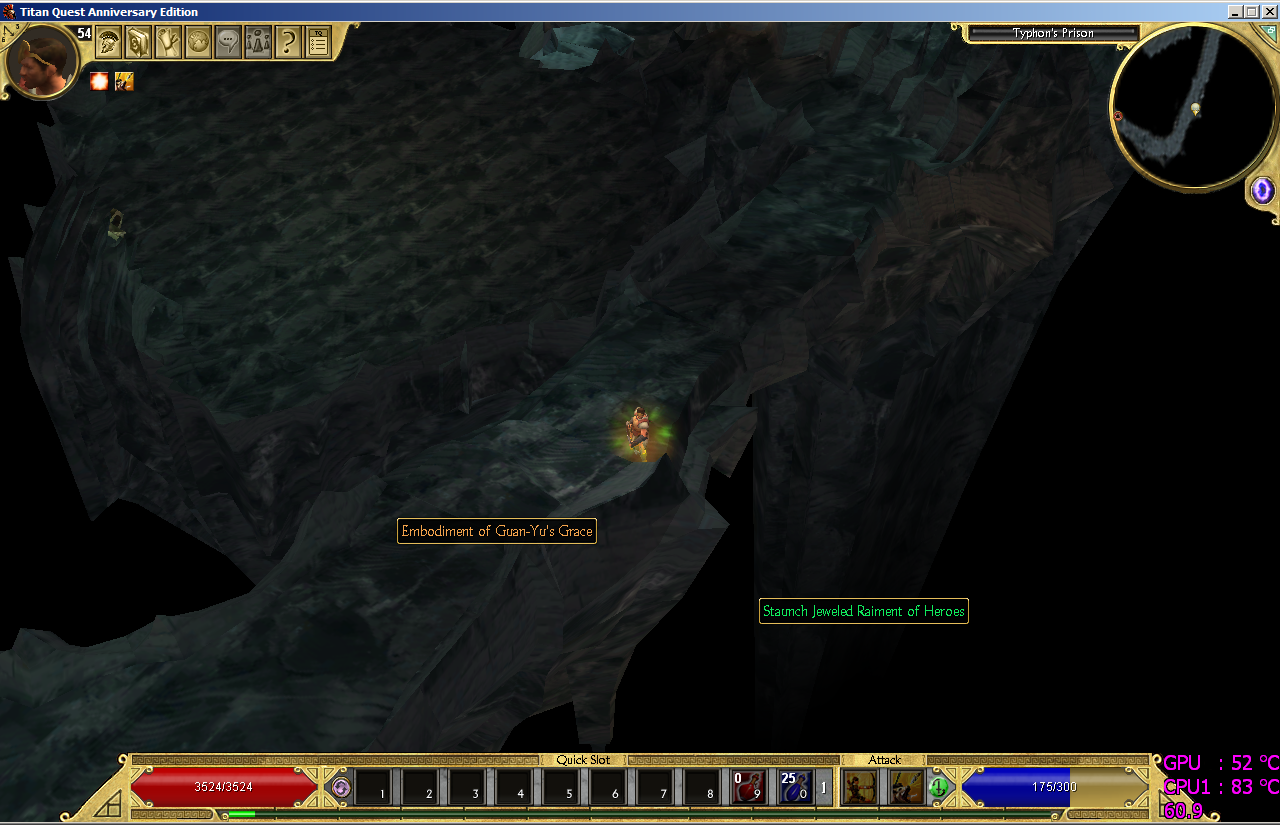 Titan Quest Anniversary Edition
54
TQ
Typhon's Prison
Embodiment of Guan-Yu's Grace
Staunch Jeweled Raiment of Heroes
Quick Slot
Attack
3524/3524
1
2
3
4
5
6
7
8
0
9
25
0
1
175/300
GPU : 52 °C
CPU1 : 83 °C
60.9